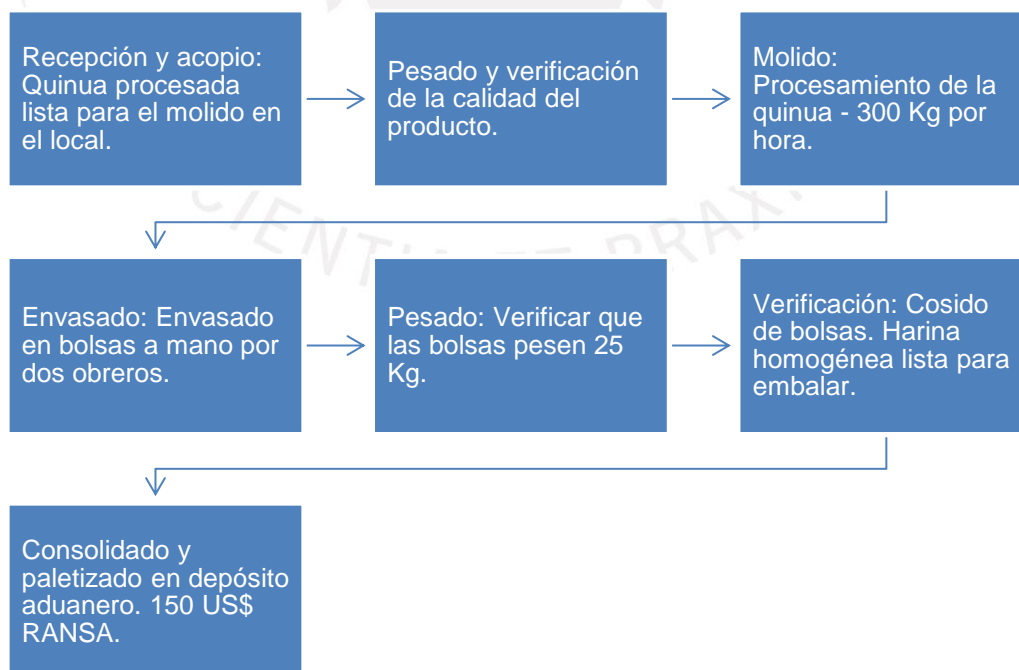 Recepción y acopio:
Quinua procesada
lista para el molido en
el local.
Pesado y verificación
de la calidad del
producto.
Molido:
Procesamiento de la
quinua - 300 Kg por
hora.
Envasado: Envasado
en bolsas a mano por
dos obreros.
Pesado: Verificar que
las bolsas pesen 25
Kg.
Verificación: Cosido
de bolsas. Harina
homogénea lista para
embalar.
Consolidado y
paletizado en depósito
aduanero. 150 US$
RANSA.